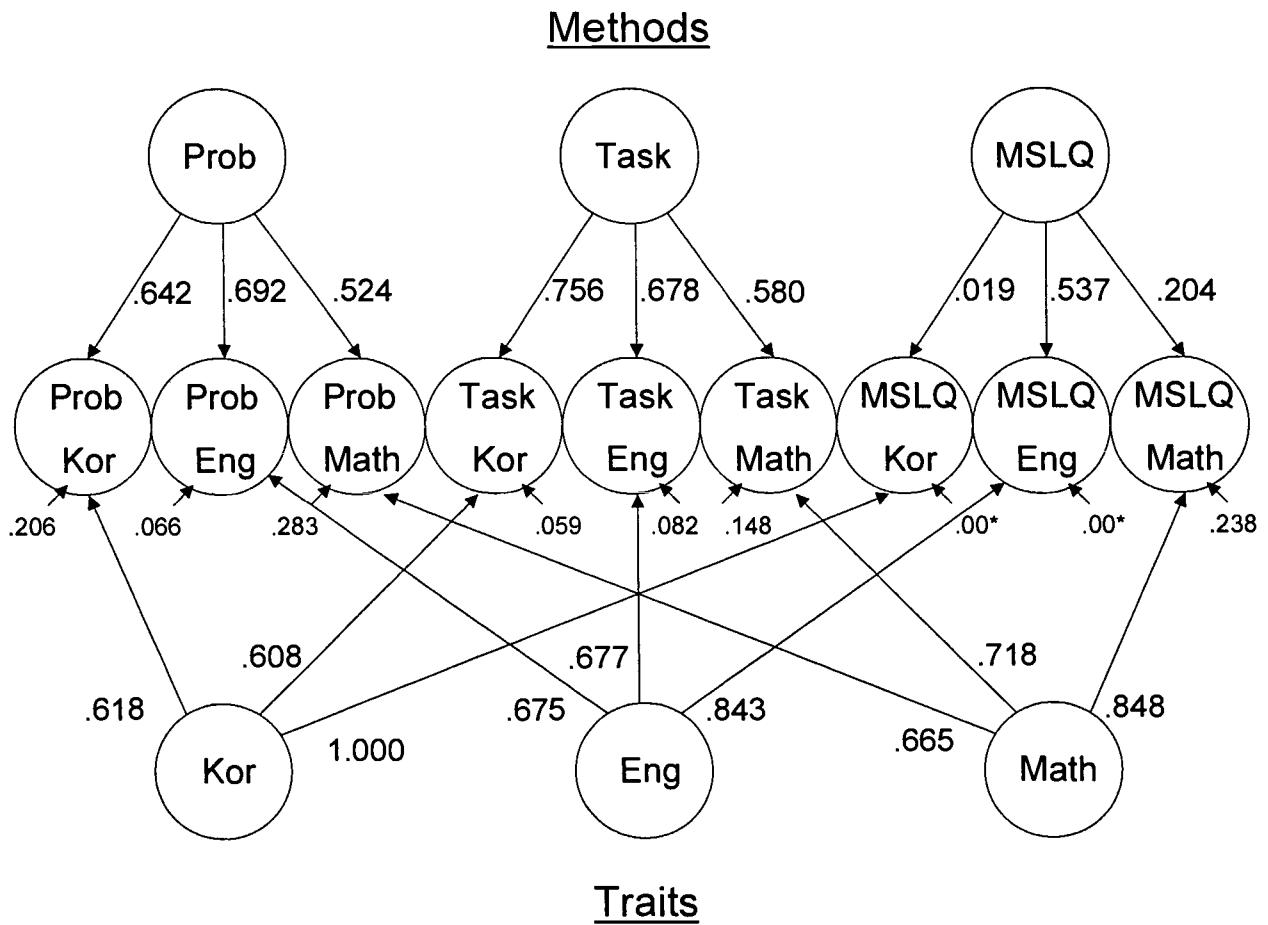 Methods
Prob Task MSLQ
.642 .692 .524 .756 .678 .580 .019 .537 .204
Prob Prob Prob Task Task Task MSLQ MSLQ MSLQ
Kor Eng Math Kor Eng Math Kor Eng Math
.206 .066 .283 .059 .082 .148 .00* .00* .238
.608 .677 .718
.618 .675 .843 .848
1.000 .665
Kor Eng Math
Traits